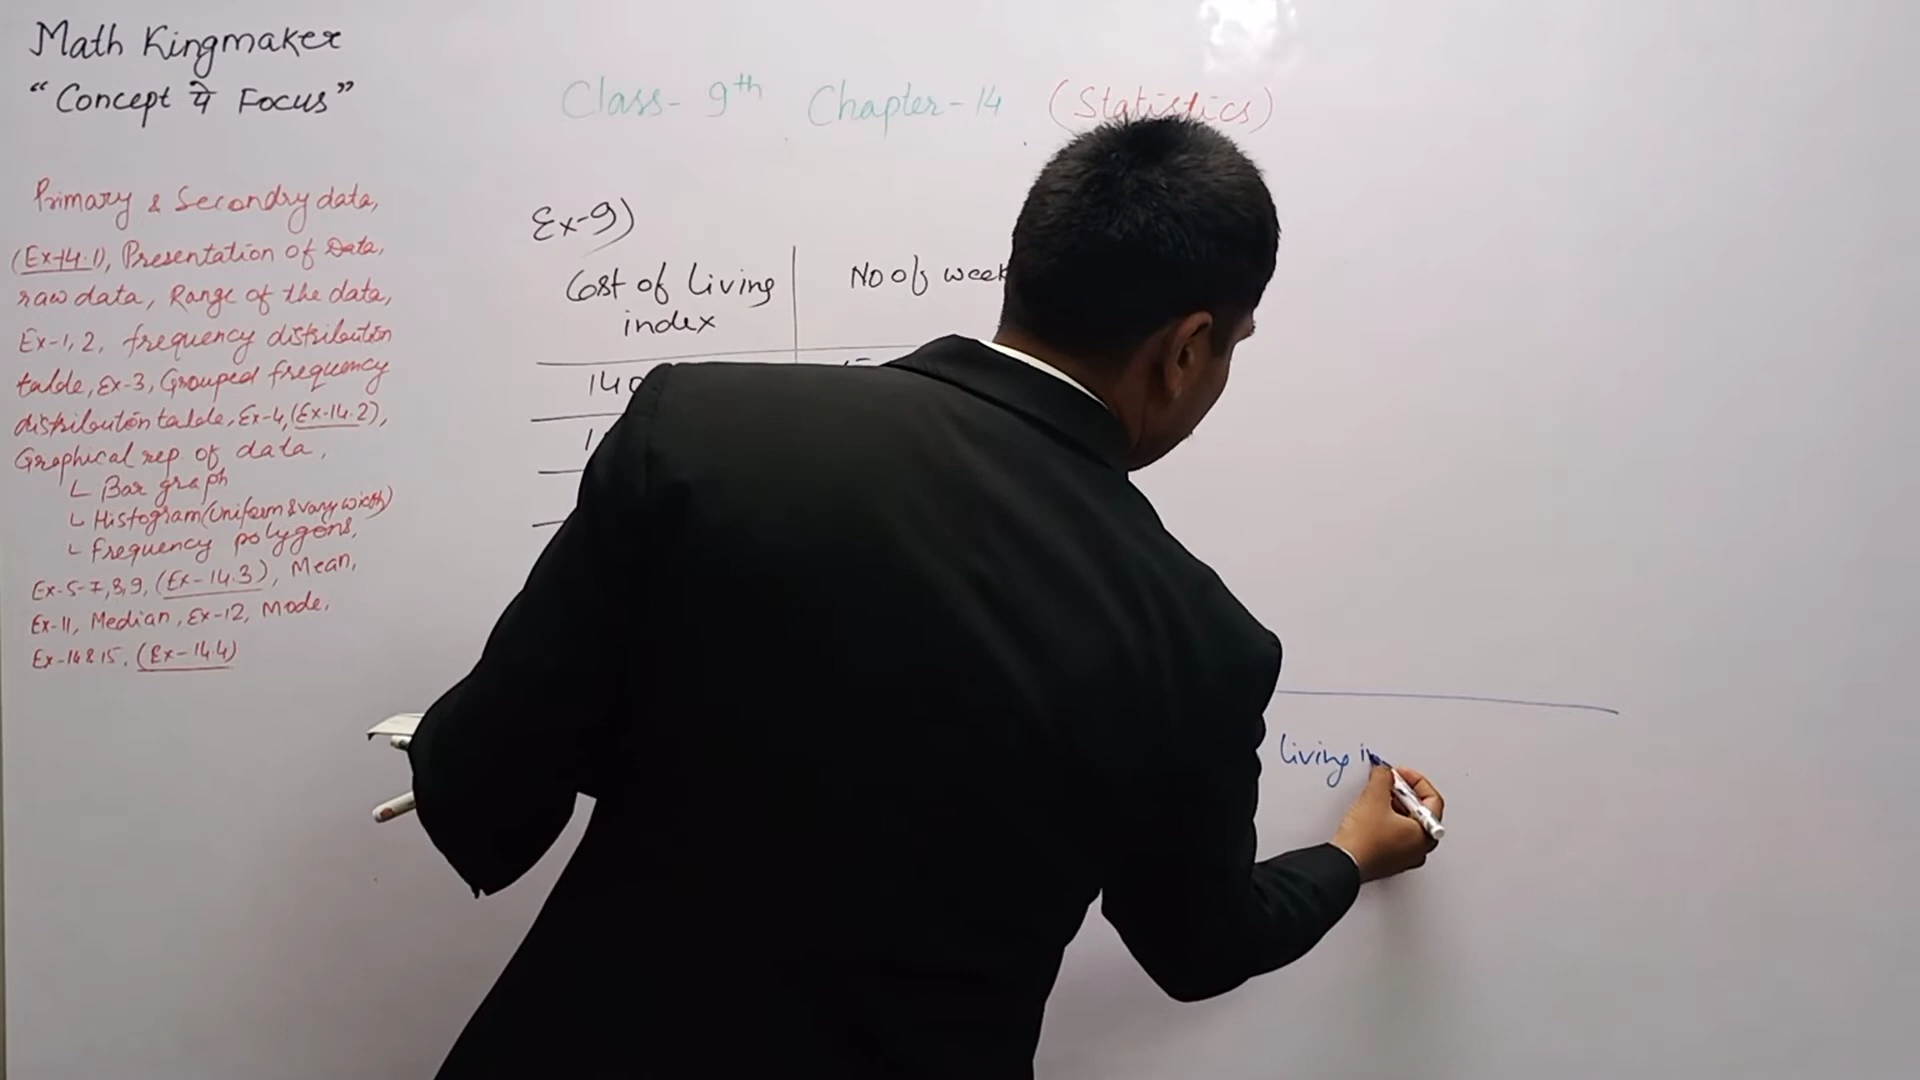 Math Kingmaker
"Concept पे Focus"
Class- 9th Chapter-14 (Statistics)
Primary & Secondry data,
(Ex-14.1), Presentation of Data,
raw data, Range of the data,
Ex-1, 2, frequency distribution
table, Ex-3, Grouped frequency
distribution table, Ex-4, (Ex-14.2),
Graphical rep. of data,
Bar graph
Histogram (Uniform & vary width)
Frequency polygons,
Ex-5-7,8,9, (Ex-14.3), Mean,
Ex-11, Median, Ex-12, Mode,
Ex-14 & 15, (Ex-14.4)
Ex-9)
Cost of Living
index
No of week
140
living